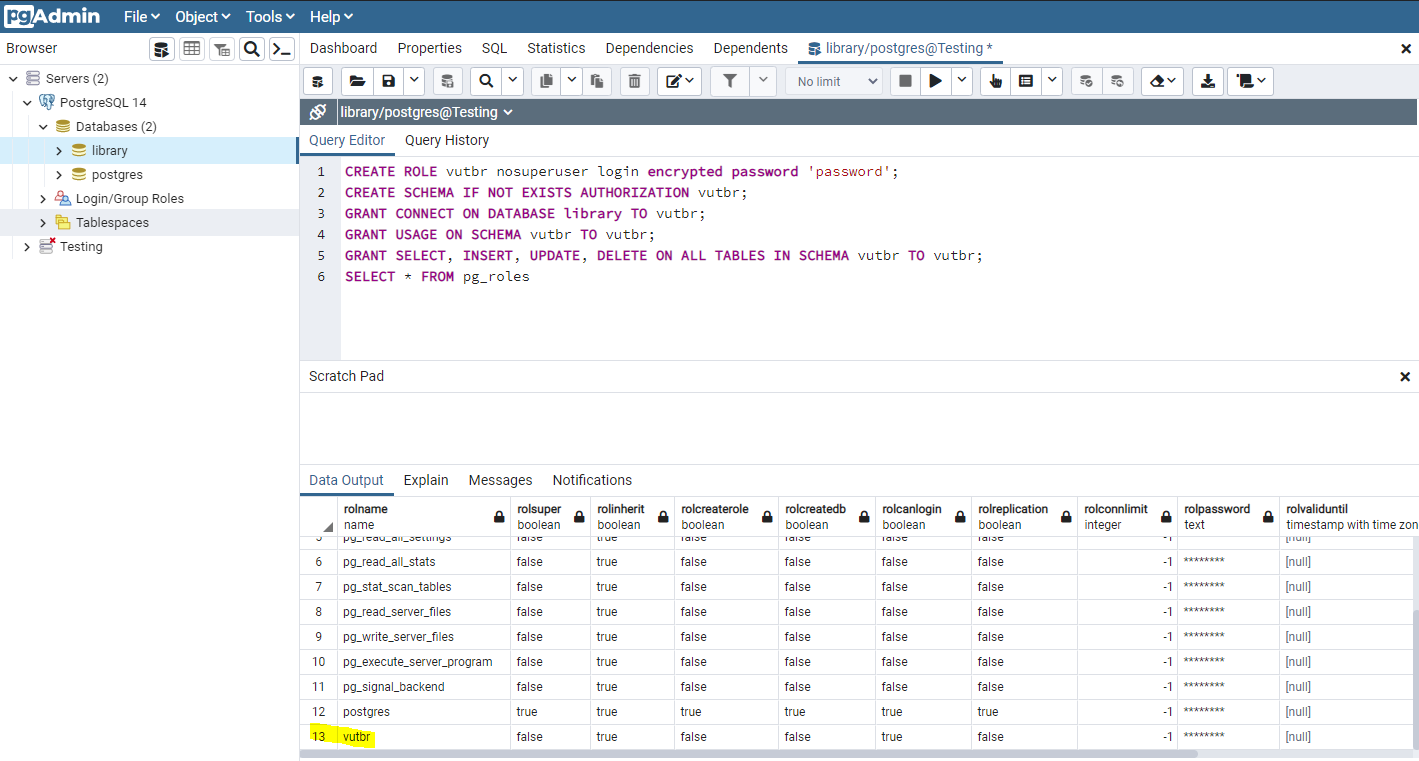 pgAdmin File Object Tools Help
Browser
Dashboard Properties SQL Statistics Dependencies Dependents library/postgres@Testing *
Servers (2)
PostgreSQL 14
Databases (2)
library
postgres
Login/Group Roles
Tablespaces
Testing
No limit
library/postgres@Testing
Query Editor Query History
1 CREATE ROLE vutbr nosuperuser login encrypted password 'password';
2 CREATE SCHEMA IF NOT EXISTS AUTHORIZATION vutbr;
3 GRANT CONNECT ON DATABASE library TO vutbr;
4 GRANT USAGE ON SCHEMA vutbr TO vutbr;
5 GRANT SELECT, INSERT, UPDATE, DELETE ON ALL TABLES IN SCHEMA vutbr TO vutbr;
6 SELECT * FROM pg_roles
Scratch Pad
Data Output Explain Messages Notifications
rolname rolsuper rolinherit rolcreaterole rolcreatedb rolcanlogin rolreplication rolconnlimit rolpassword rolvaliduntil
name boolean boolean boolean boolean boolean boolean integer text timestamp with time zon
5 pg_read_all_settings false true false false false false -1 ******** [null]
6 pg_read_all_stats false true false false false false -1 ******** [null]
7 pg_stat_scan_tables false true false false false false -1 ******** [null]
8 pg_read_server_files false true false false false false -1 ******** [null]
9 pg_write_server_files false true false false false false -1 ******** [null]
10 pg_execute_server_program false true false false false false -1 ******** [null]
11 pg_signal_backend false true false false false false -1 ******** [null]
12 postgres true true true true true true -1 ******** [null]
13 vutbr false true false false true false -1 ******** [null]